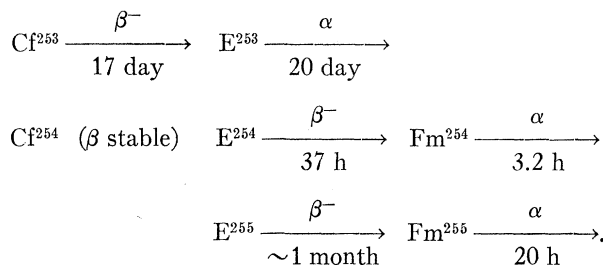 β⁻ α
Cf²⁵³ ⟶ E²⁵³ ⟶
17 day 20 day
β⁻ α
Cf²⁵⁴ (β stable) E²⁵⁴ ⟶ Fm²⁵⁴ ⟶
37 h 3.2 h
β⁻ α
E²⁵⁵ ⟶ Fm²⁵⁵ ⟶.
~1 month 20 h